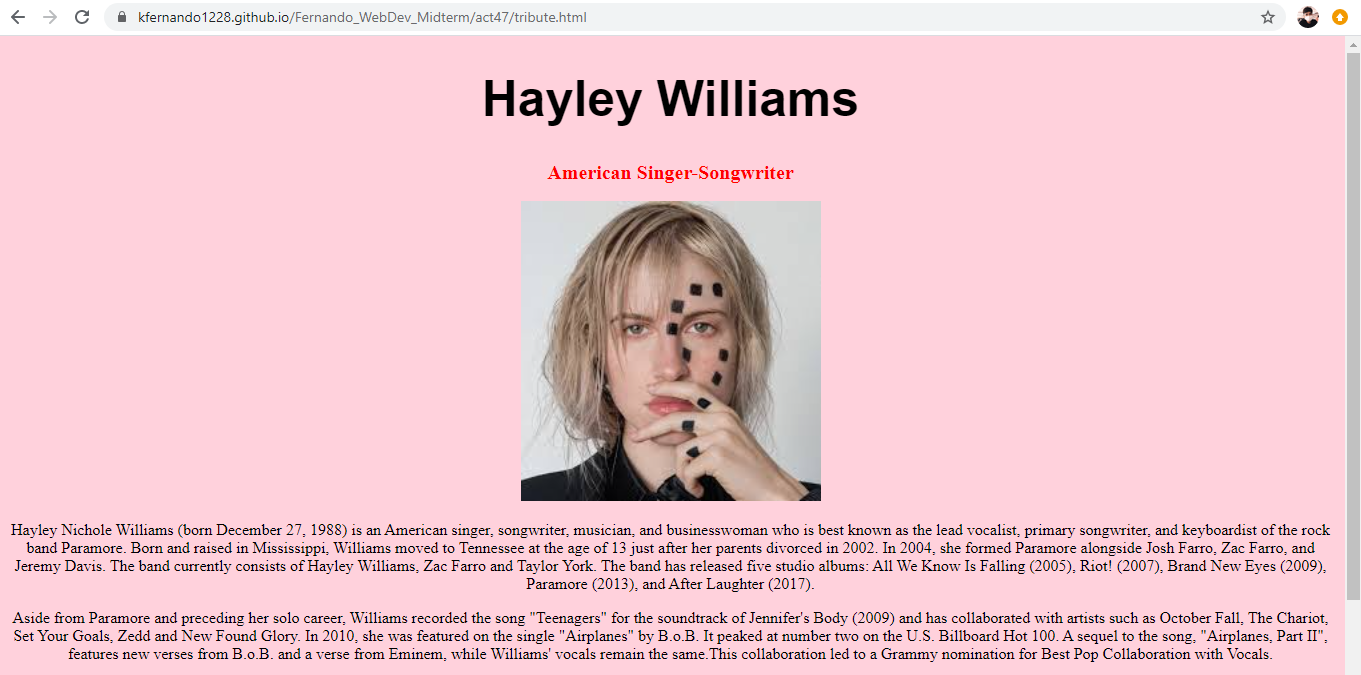 kfernando1228.github.io/Fernando_WebDev_Midterm/act47/tribute.html
Hayley Williams
American Singer-Songwriter
Hayley Nichole Williams (born December 27, 1988) is an American singer, songwriter, musician, and businesswoman who is best known as the lead vocalist, primary songwriter, and keyboardist of the rock
band Paramore. Born and raised in Mississippi, Williams moved to Tennessee at the age of 13 just after her parents divorced in 2002. In 2004, she formed Paramore alongside Josh Farro, Zac Farro, and
Jeremy Davis. The band currently consists of Hayley Williams, Zac Farro and Taylor York. The band has released five studio albums: All We Know Is Falling (2005), Riot! (2007), Brand New Eyes (2009),
Paramore (2013), and After Laughter (2017).
Aside from Paramore and preceding her solo career, Williams recorded the song "Teenagers" for the soundtrack of Jennifer's Body (2009) and has collaborated with artists such as October Fall, The Chariot,
Set Your Goals, Zedd and New Found Glory. In 2010, she was featured on the single "Airplanes" by B.o.B. It peaked at number two on the U.S. Billboard Hot 100. A sequel to the song, "Airplanes, Part II",
features new verses from B.o.B. and a verse from Eminem, while Williams' vocals remain the same.This collaboration led to a Grammy nomination for Best Pop Collaboration with Vocals.